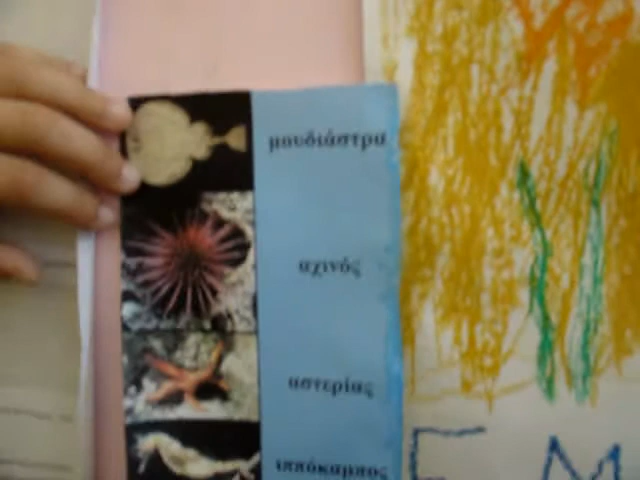 μουδιάστρα
αχινός
αστερίας
ιππόκαμπος
Ε Μ